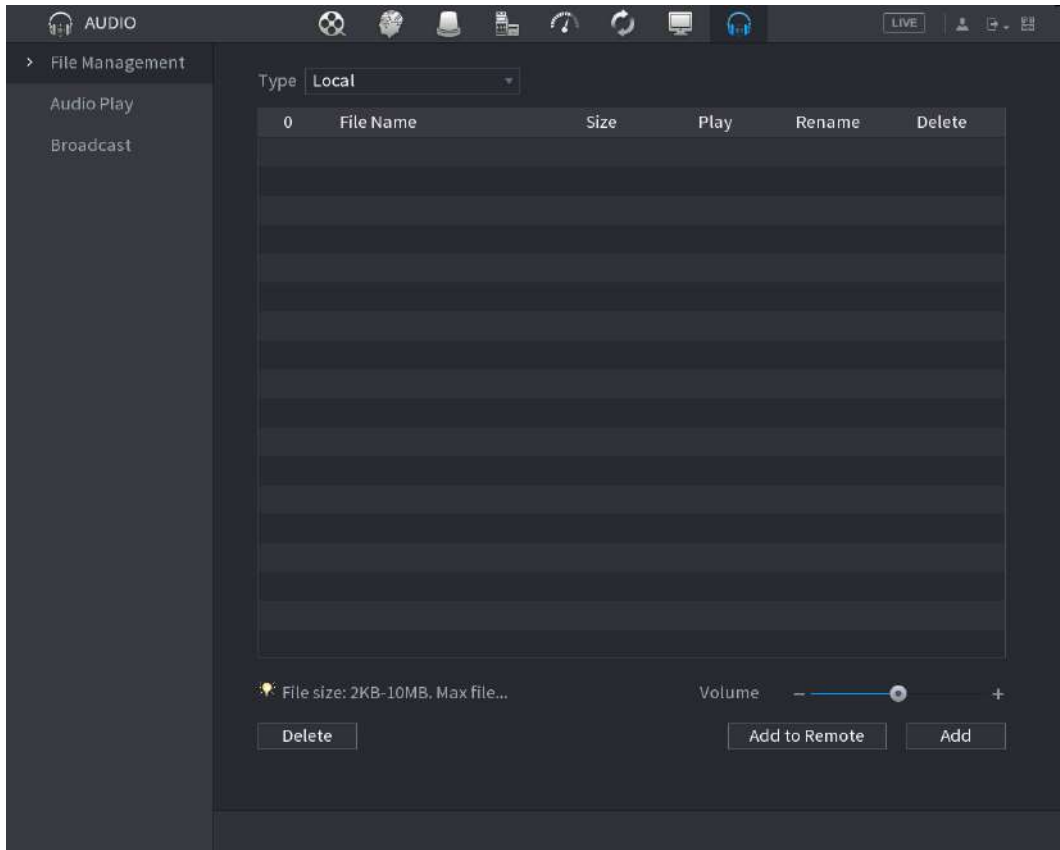 AUDIO
LIVE
File Management
Audio Play
Broadcast
Type Local
0 File Name Size Play Rename Delete
File size: 2KB-10MB. Max file...
Volume - +
Delete
Add to Remote
Add